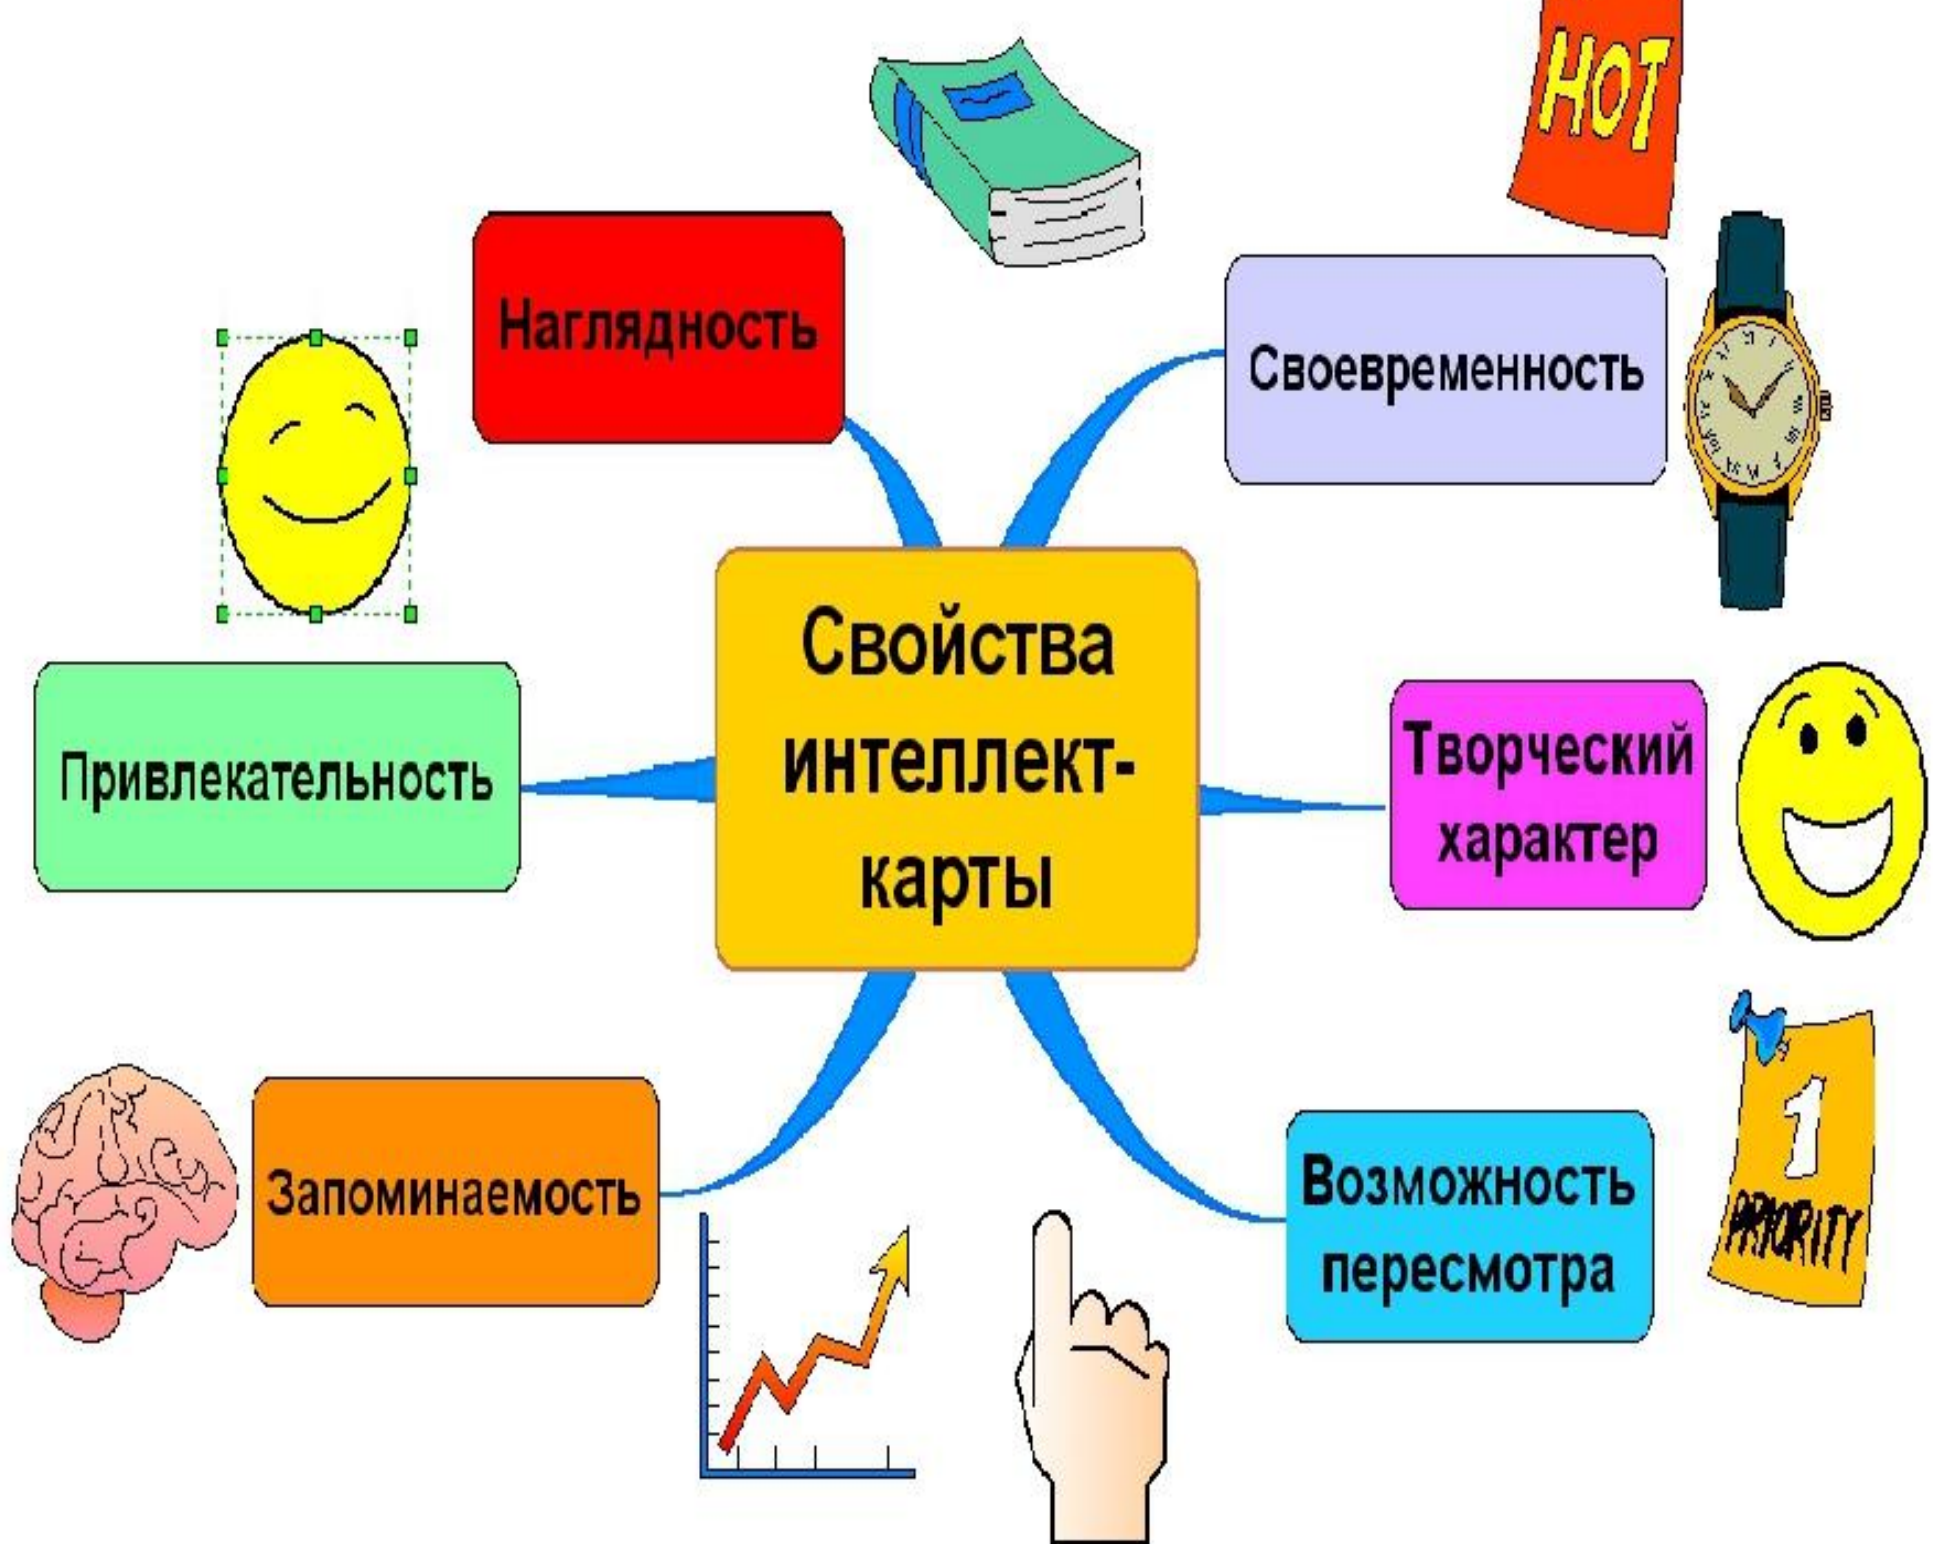 HOT
Наглядность
Своевременность
Свойства
интеллект-
карты
Привлекательность
Творческий
характер
Запоминаемость
Возможность
пересмотра
1
PRIORITY